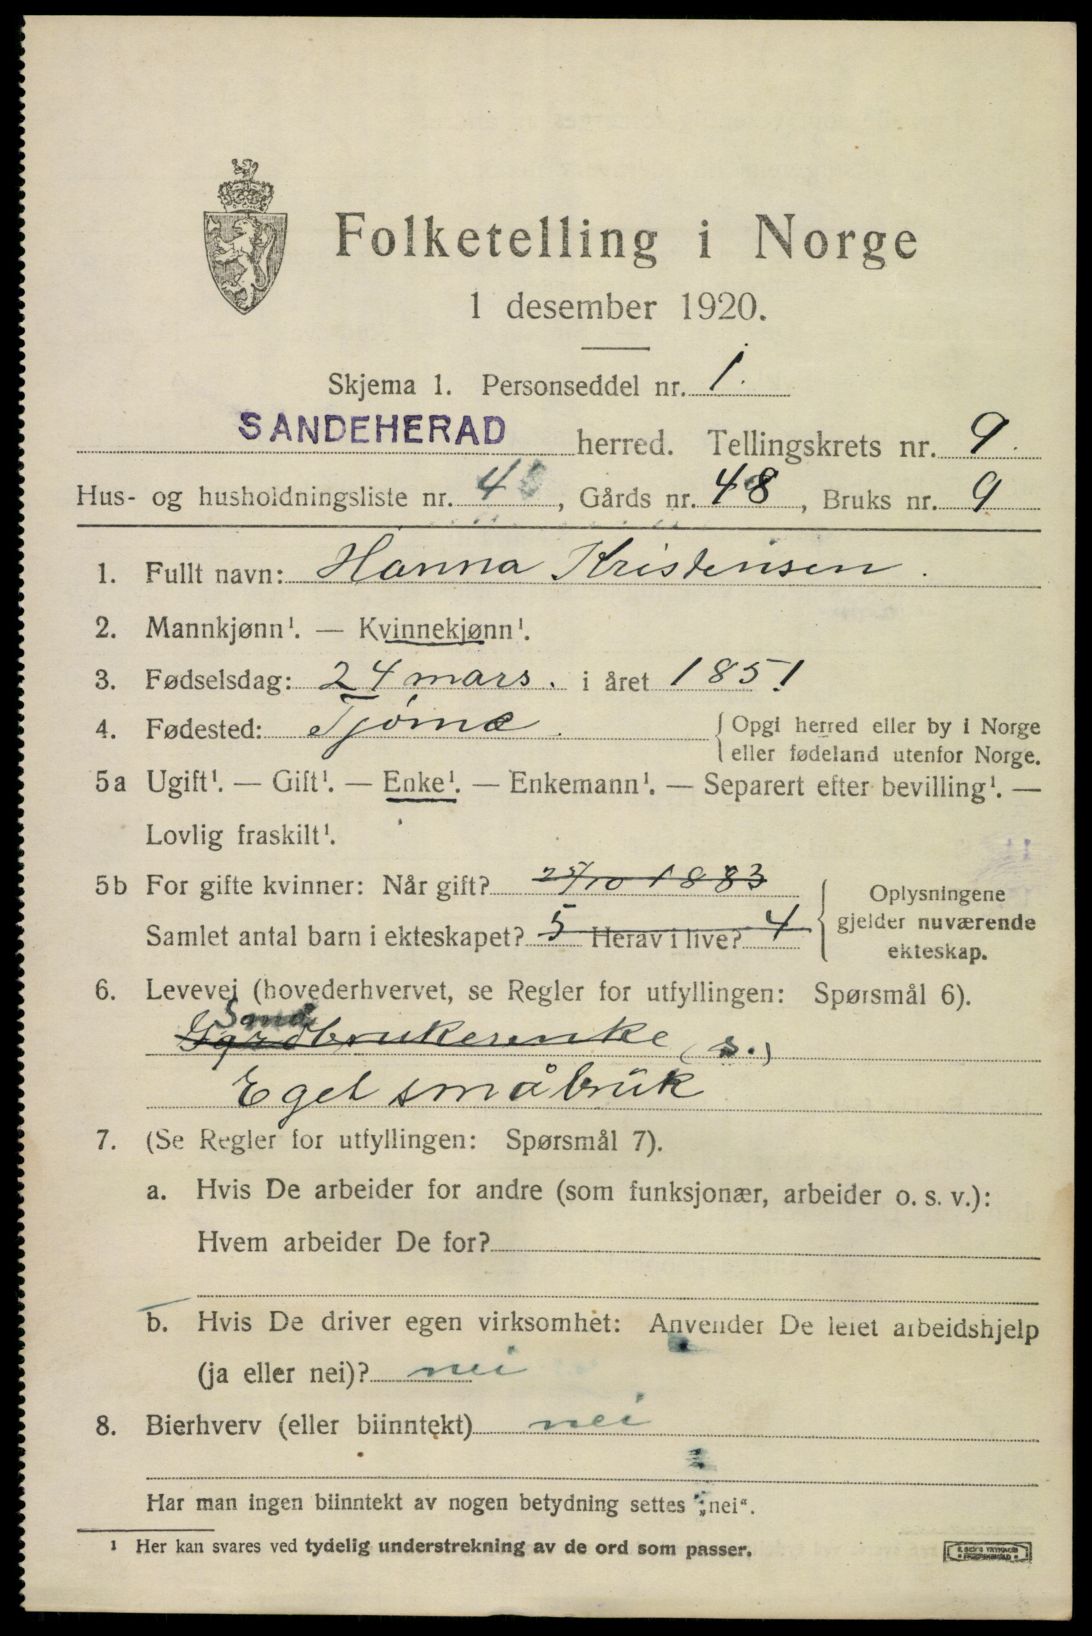 Folketelling i Norge
1 desember 1920.
Skjema 1. Personseddel nr. 1.
SANDEHERAD herred. Tellingskrets nr. 9.
Hus- og husholdningsliste nr. 4, Gårds nr. 48, Bruks nr. 9
1. Fullt navn: Hanna Kristensen.
2. Mannkjønn¹. — Kvinnekjønn¹.
3. Fødselsdag: 24 mars. i året 1851
4. Fødested: Tjøme. { Opgi herred eller by i Norge
eller fødeland utenfor Norge.
5a Ugift¹. — Gift¹. — Enke¹. — Enkemann¹. — Separert efter bevilling¹. —
Lovlig fraskilt¹.
5b For gifte kvinner: Når gift? 25/10 1883
Samlet antal barn i ekteskapet? 5 Herav i live? 4
{ Oplysningene
gjelder nuværende
ekteskap.
6. Levevei (hovederhvervet, se Regler for utfyllingen: Spørsmål 6).
Små
Gardbrukerenke (s.)
Eget småbruk
7. (Se Regler for utfyllingen: Spørsmål 7).
a. Hvis De arbeider for andre (som funksjonær, arbeider o. s. v.):
Hvem arbeider De for?
b. Hvis De driver egen virksomhet: Anvender De leiet arbeidshjelp
(ja eller nei)? nei
8. Bierhverv (eller biinntekt) nei
Har man ingen biinntekt av nogen betydning settes „nei“.
¹ Her kan svares ved tydelig understrekning av de ord som passer.